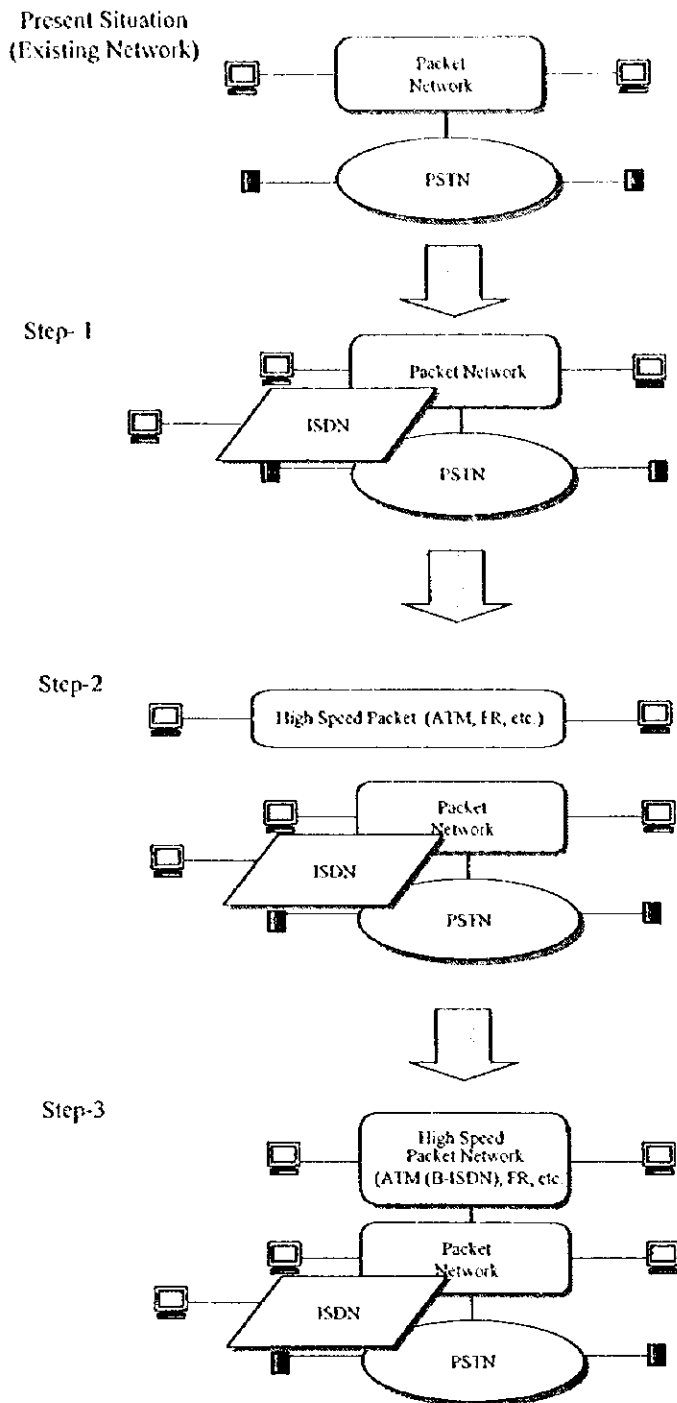 Present Situation
(Existing Network)
Packet
Network
PSTN
Step- 1
Packet Network
ISDN
PSTN
Step-2
High Speed Packet (ATM, FR, etc.)
Packet
Network
ISDN
PSTN
Step-3
High Speed
Packet Network
(ATM (B-ISDN), FR, etc.
Packet
Network
ISDN
PSTN